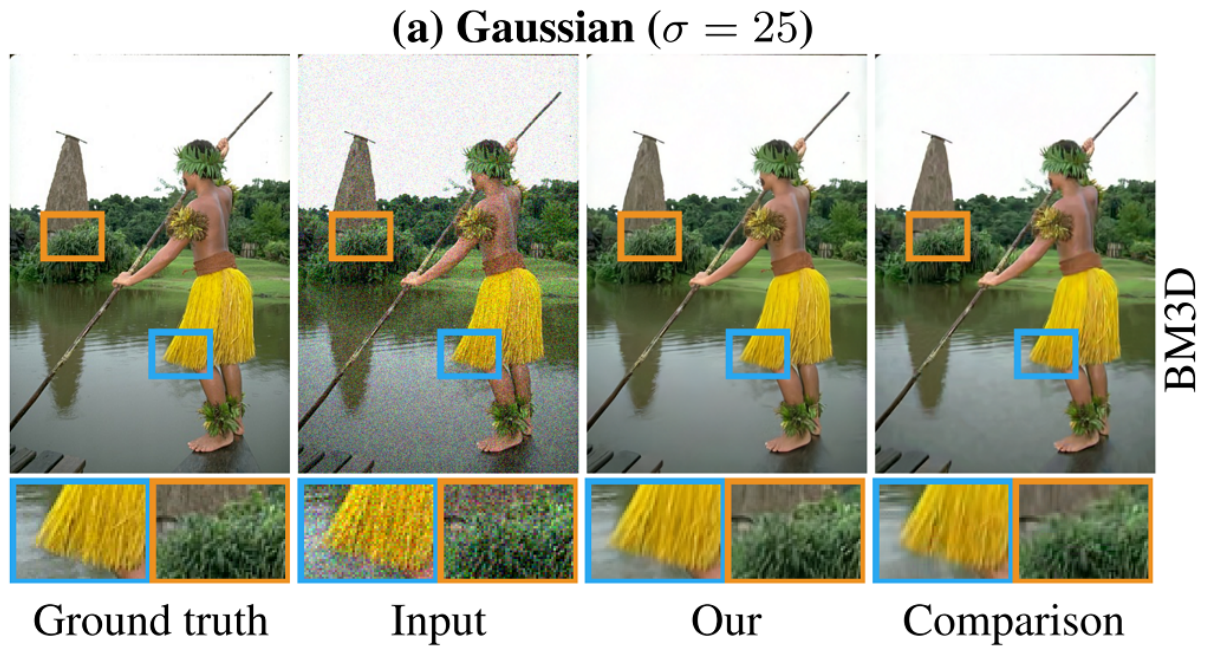 (a) Gaussian (σ = 25)
BM3D
Ground truth
Input
Our
Comparison